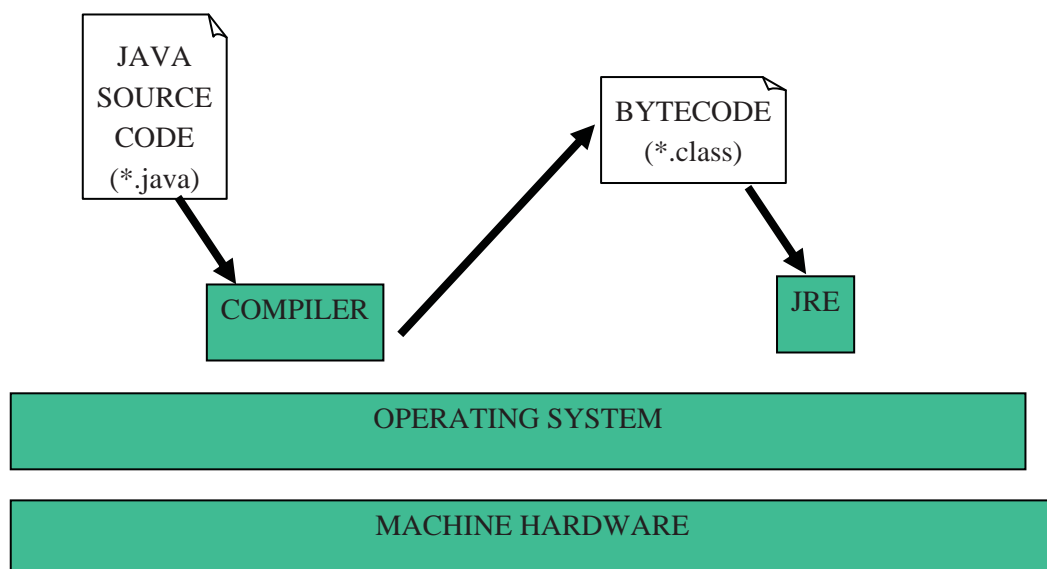 JAVA
SOURCE
CODE
(*.java)
BYTECODE
(*.class)
COMPILER
JRE
OPERATING SYSTEM
MACHINE HARDWARE